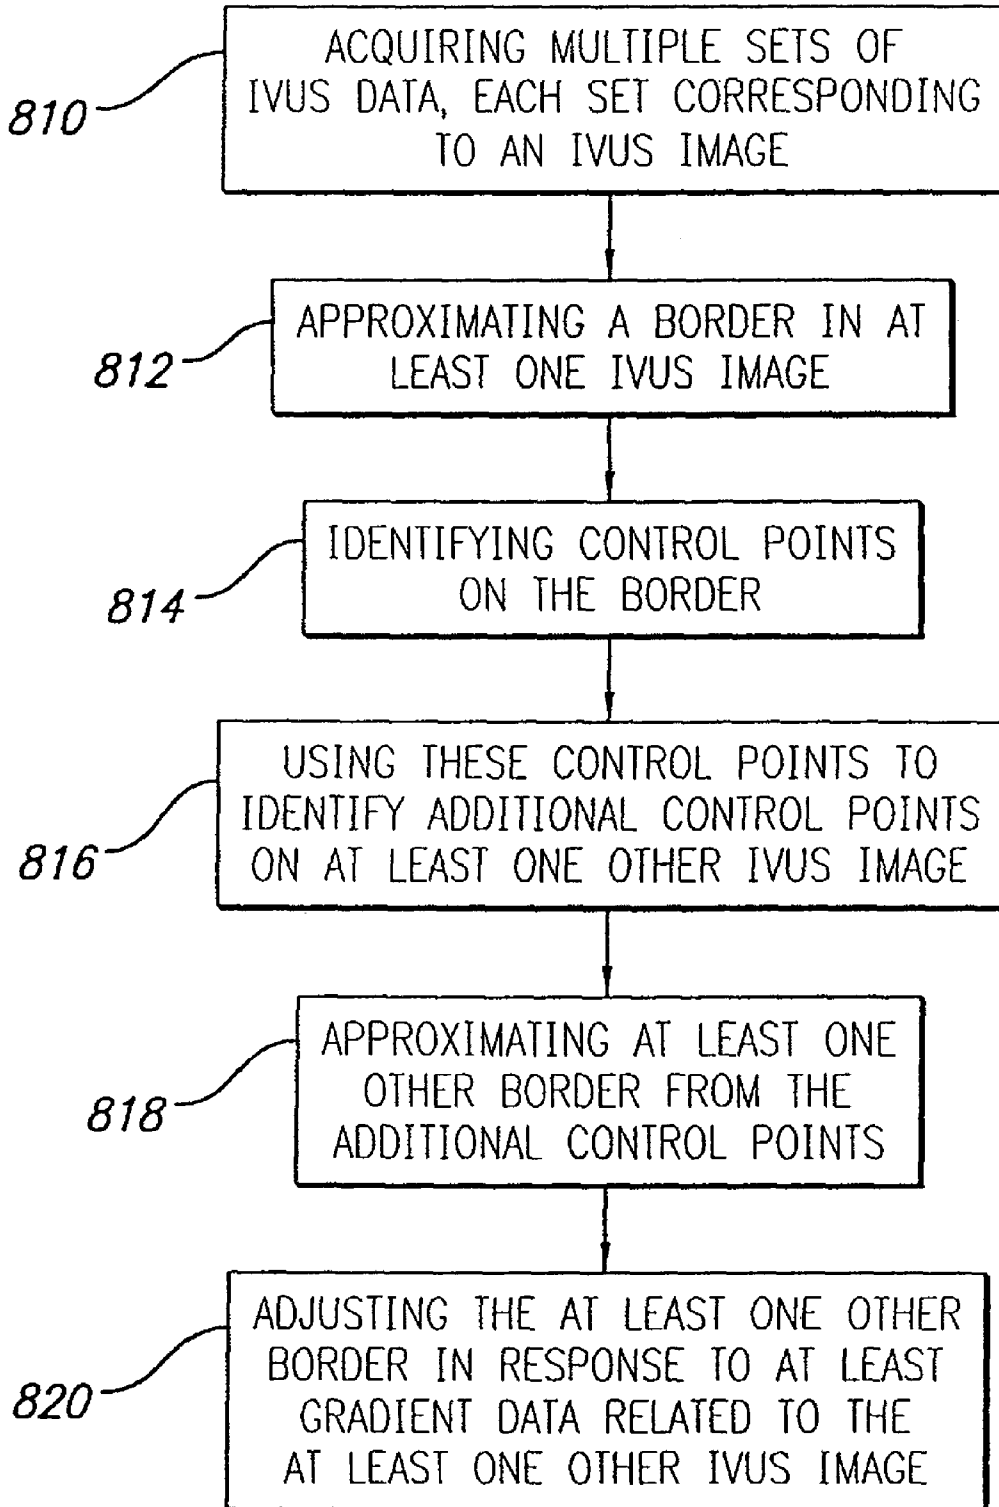 810
ACQUIRING MULTIPLE SETS OF
IVUS DATA, EACH SET CORRESPONDING
TO AN IVUS IMAGE
812
APPROXIMATING A BORDER IN AT
LEAST ONE IVUS IMAGE
814
IDENTIFYING CONTROL POINTS
ON THE BORDER
816
USING THESE CONTROL POINTS TO
IDENTIFY ADDITIONAL CONTROL POINTS
ON AT LEAST ONE OTHER IVUS IMAGE
818
APPROXIMATING AT LEAST ONE
OTHER BORDER FROM THE
ADDITIONAL CONTROL POINTS
820
ADJUSTING THE AT LEAST ONE OTHER
BORDER IN RESPONSE TO AT LEAST
GRADIENT DATA RELATED TO THE
AT LEAST ONE OTHER IVUS IMAGE